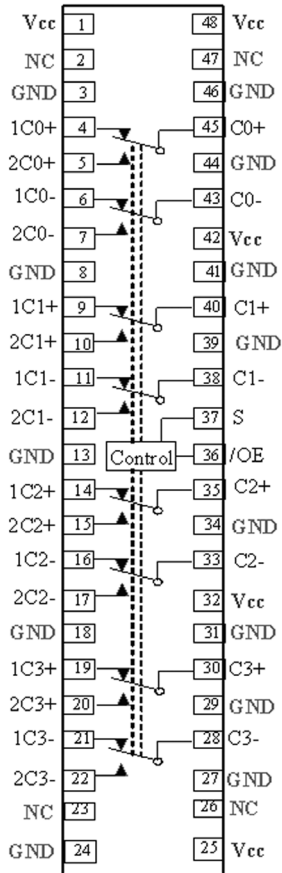 Vcc 1 48 Vcc
NC 2 47 NC
GND 3 46 GND
1C0+ 4 45 C0+
2C0+ 5 44 GND
1C0- 6 43 C0-
2C0- 7 42 Vcc
GND 8 41 GND
1C1+ 9 40 C1+
2C1+ 10 39 GND
1C1- 11 38 C1-
2C1- 12 37 S
GND 13 Control 36 /OE
1C2+ 14 35 C2+
2C2+ 15 34 GND
1C2- 16 33 C2-
2C2- 17 32 Vcc
GND 18 31 GND
1C3+ 19 30 C3+
2C3+ 20 29 GND
1C3- 21 28 C3-
2C3- 22 27 GND
NC 23 26 NC
GND 24 25 Vcc